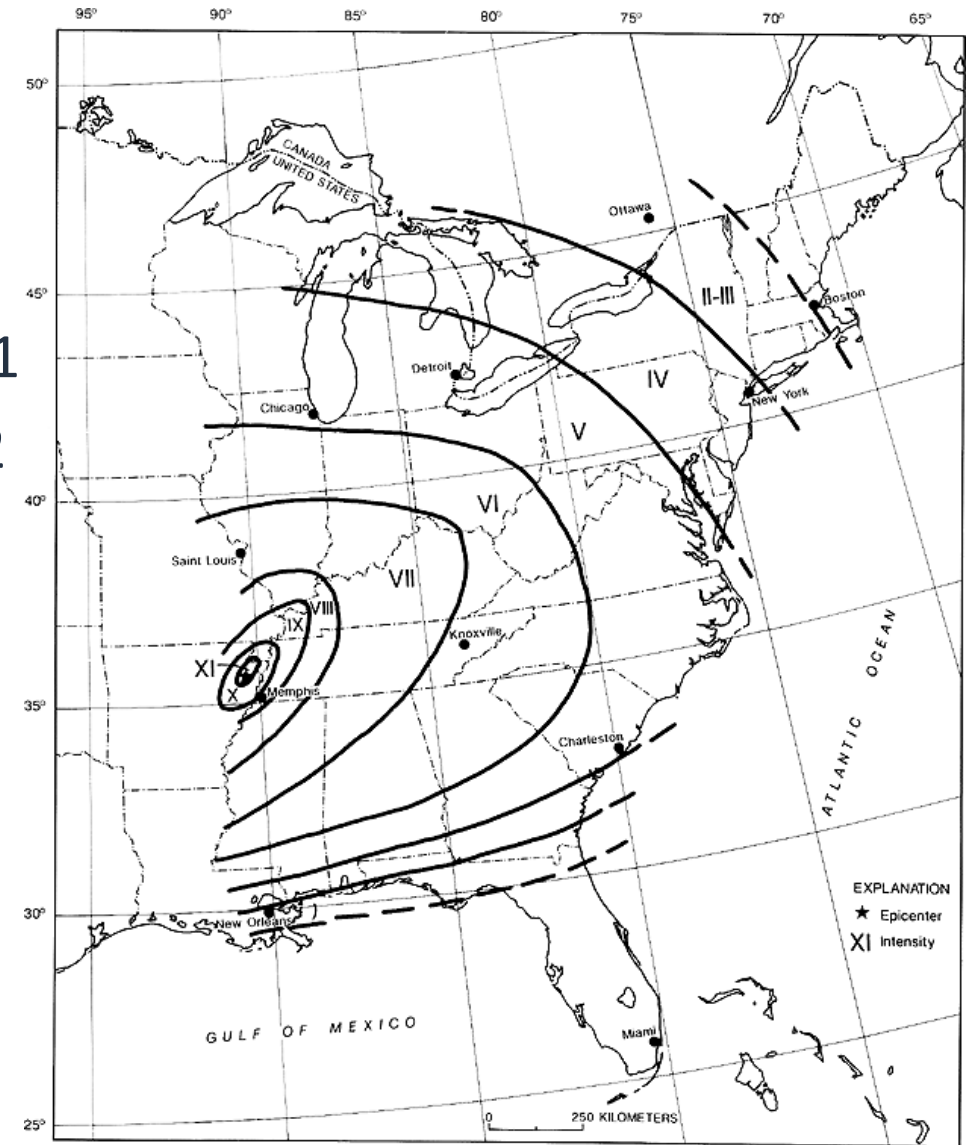 95° 90° 85° 80° 75° 70° 65°
50°
CANADA
UNITED STATES
Ottawa
45°
II-III
Boston
1
Detroit
IV
New York
Chicago
V
40°
VI
Saint Louis
VII
VIII
IX
Knoxville
XI
X
Memphis
35°
Charleston
ATLANTIC OCEAN
EXPLANATION
★ Epicenter
XI Intensity
30°
New Orleans
GULF OF MEXICO
Miami
0 250 KILOMETERS
25°